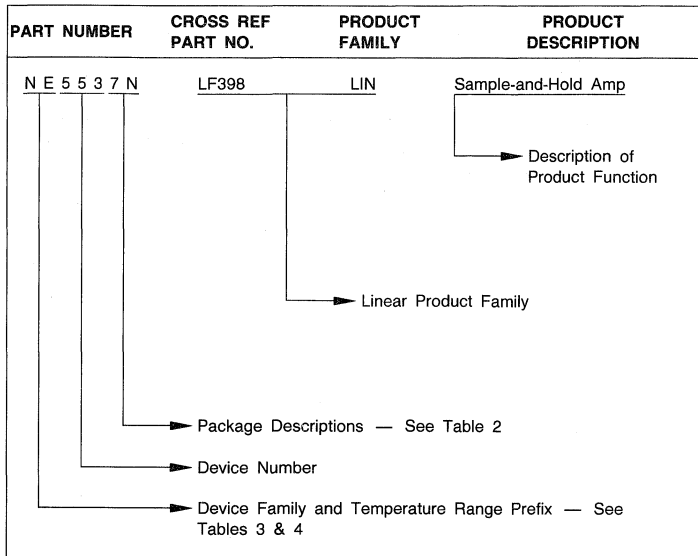 PART NUMBER
CROSS REF
PART NO.
PRODUCT
FAMILY
PRODUCT
DESCRIPTION
N E 5 5 3 7 N
LF398
LIN
Sample-and-Hold Amp
Description of
Product Function
Linear Product Family
Package Descriptions — See Table 2
Device Number
Device Family and Temperature Range Prefix — See
Tables 3 & 4